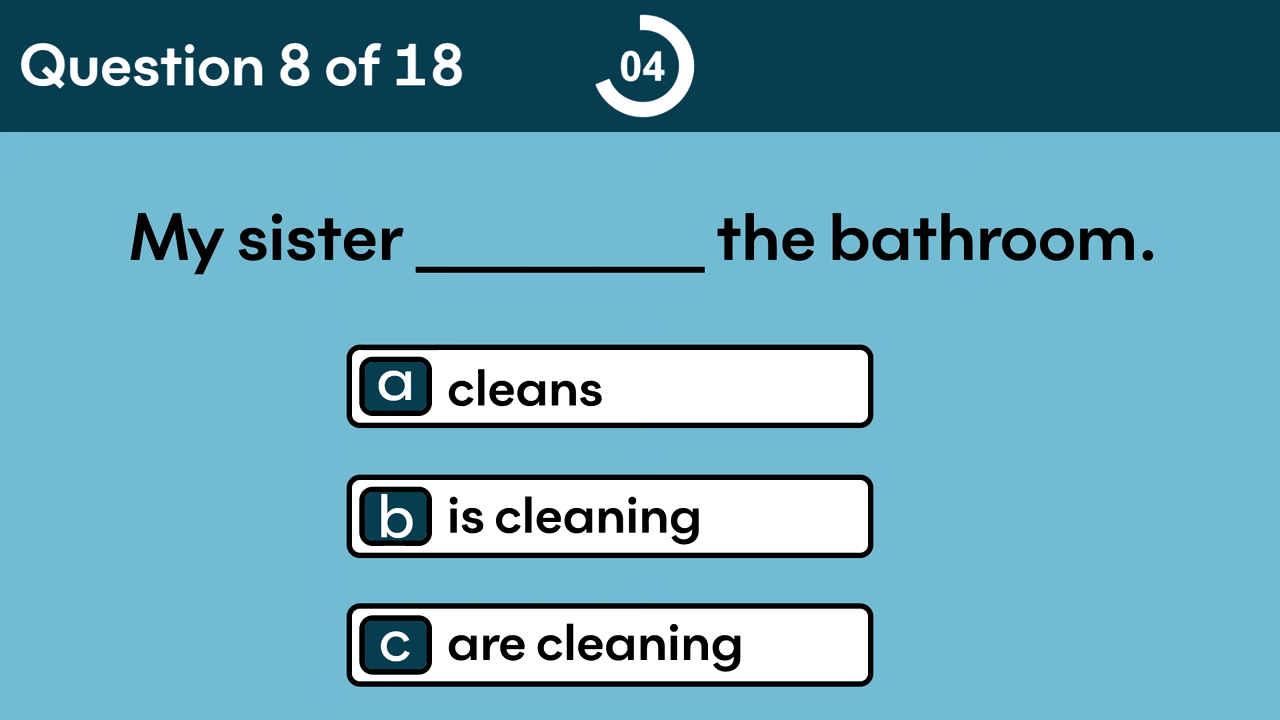 Question 8 of 18
04
My sister _________ the bathroom.
a cleans
b is cleaning
c are cleaning